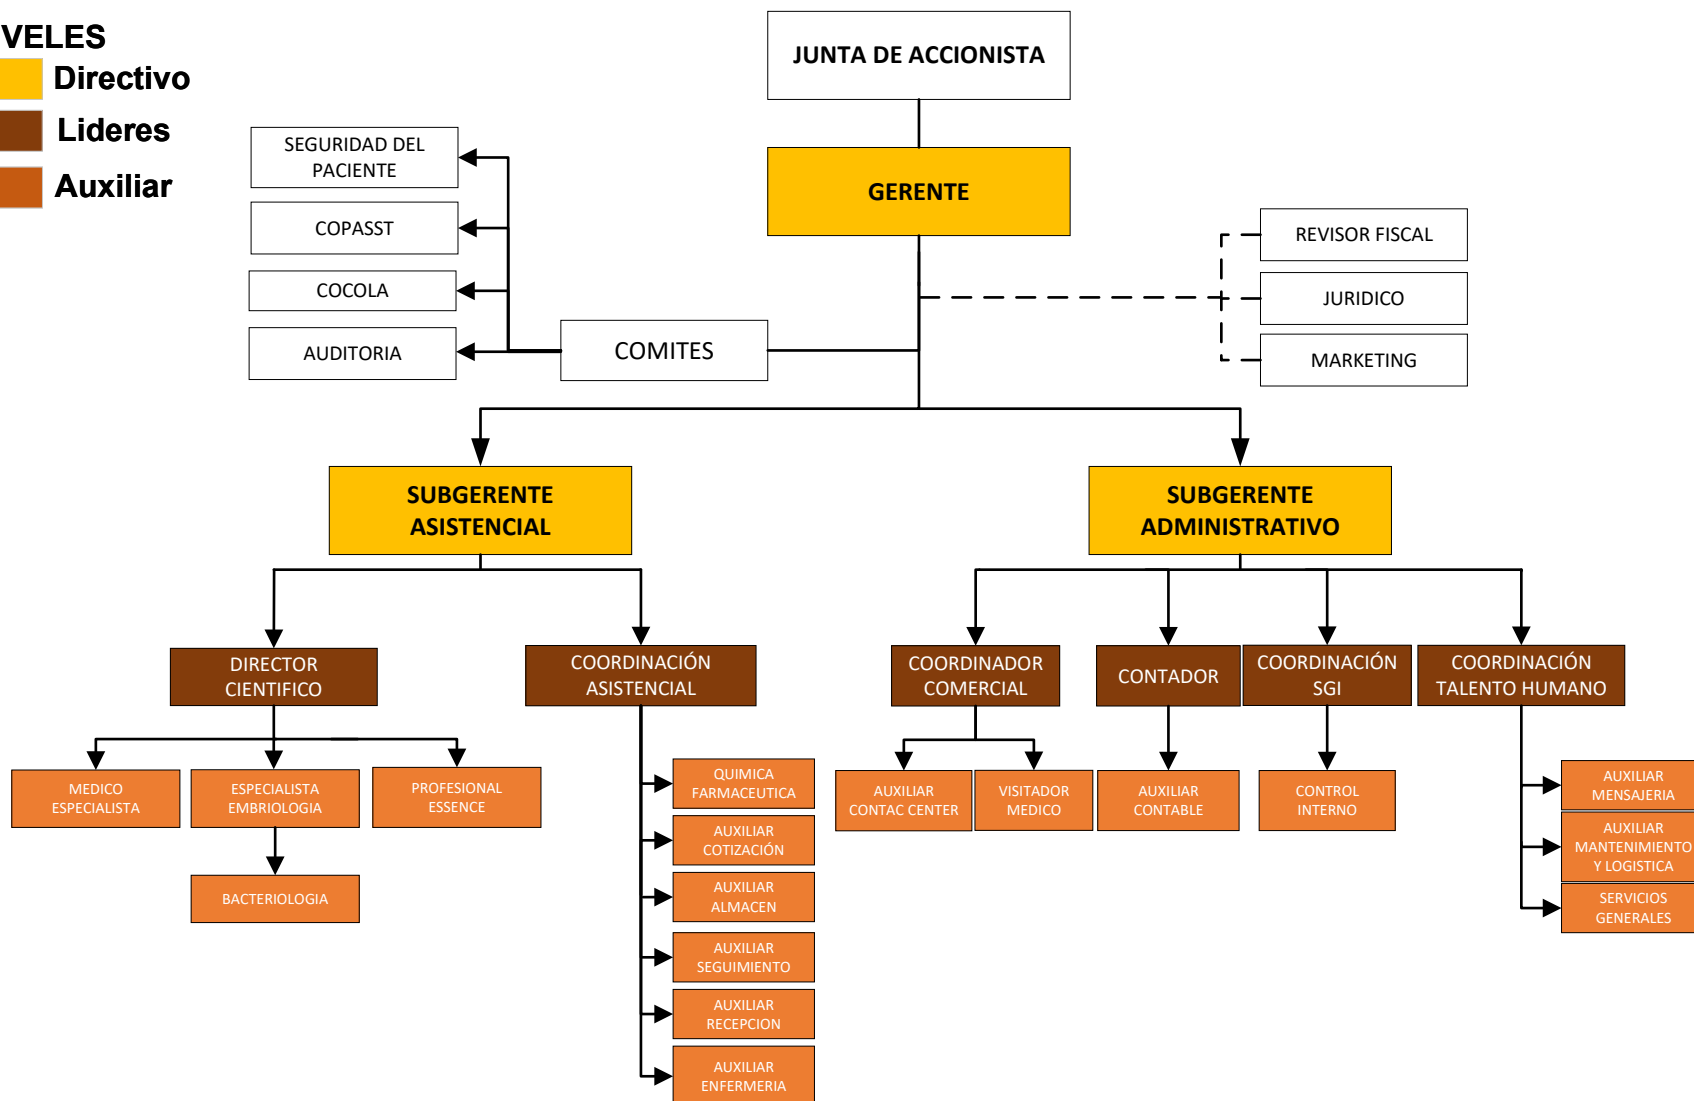 VELES
Directivo
Lideres
Auxiliar
JUNTA DE ACCIONISTA
GERENTE
SEGURIDAD DEL
PACIENTE
COPASST
COCOLA
AUDITORIA
COMITES
REVISOR FISCAL
JURIDICO
MARKETING
SUBGERENTE
ASISTENCIAL
SUBGERENTE
ADMINISTRATIVO
DIRECTOR
CIENTIFICO
COORDINACIÓN
ASISTENCIAL
COORDINADOR
COMERCIAL
CONTADOR
COORDINACIÓN
SGI
COORDINACIÓN
TALENTO HUMANO
MEDICO
ESPECIALISTA
ESPECIALISTA
EMBRIOLOGIA
PROFESIONAL
ESSENCE
BACTERIOLOGIA
QUIMICA
FARMACEUTICA
AUXILIAR
COTIZACIÓN
AUXILIAR
ALMACEN
AUXILIAR
SEGUIMIENTO
AUXILIAR
RECEPCION
AUXILIAR
ENFERMERIA
AUXILIAR
CONTAC CENTER
VISITADOR
MEDICO
AUXILIAR
CONTABLE
CONTROL
INTERNO
AUXILIAR
MENSAJERIA
AUXILIAR
MANTENIMIENTO
Y LOGISTICA
SERVICIOS
GENERALES